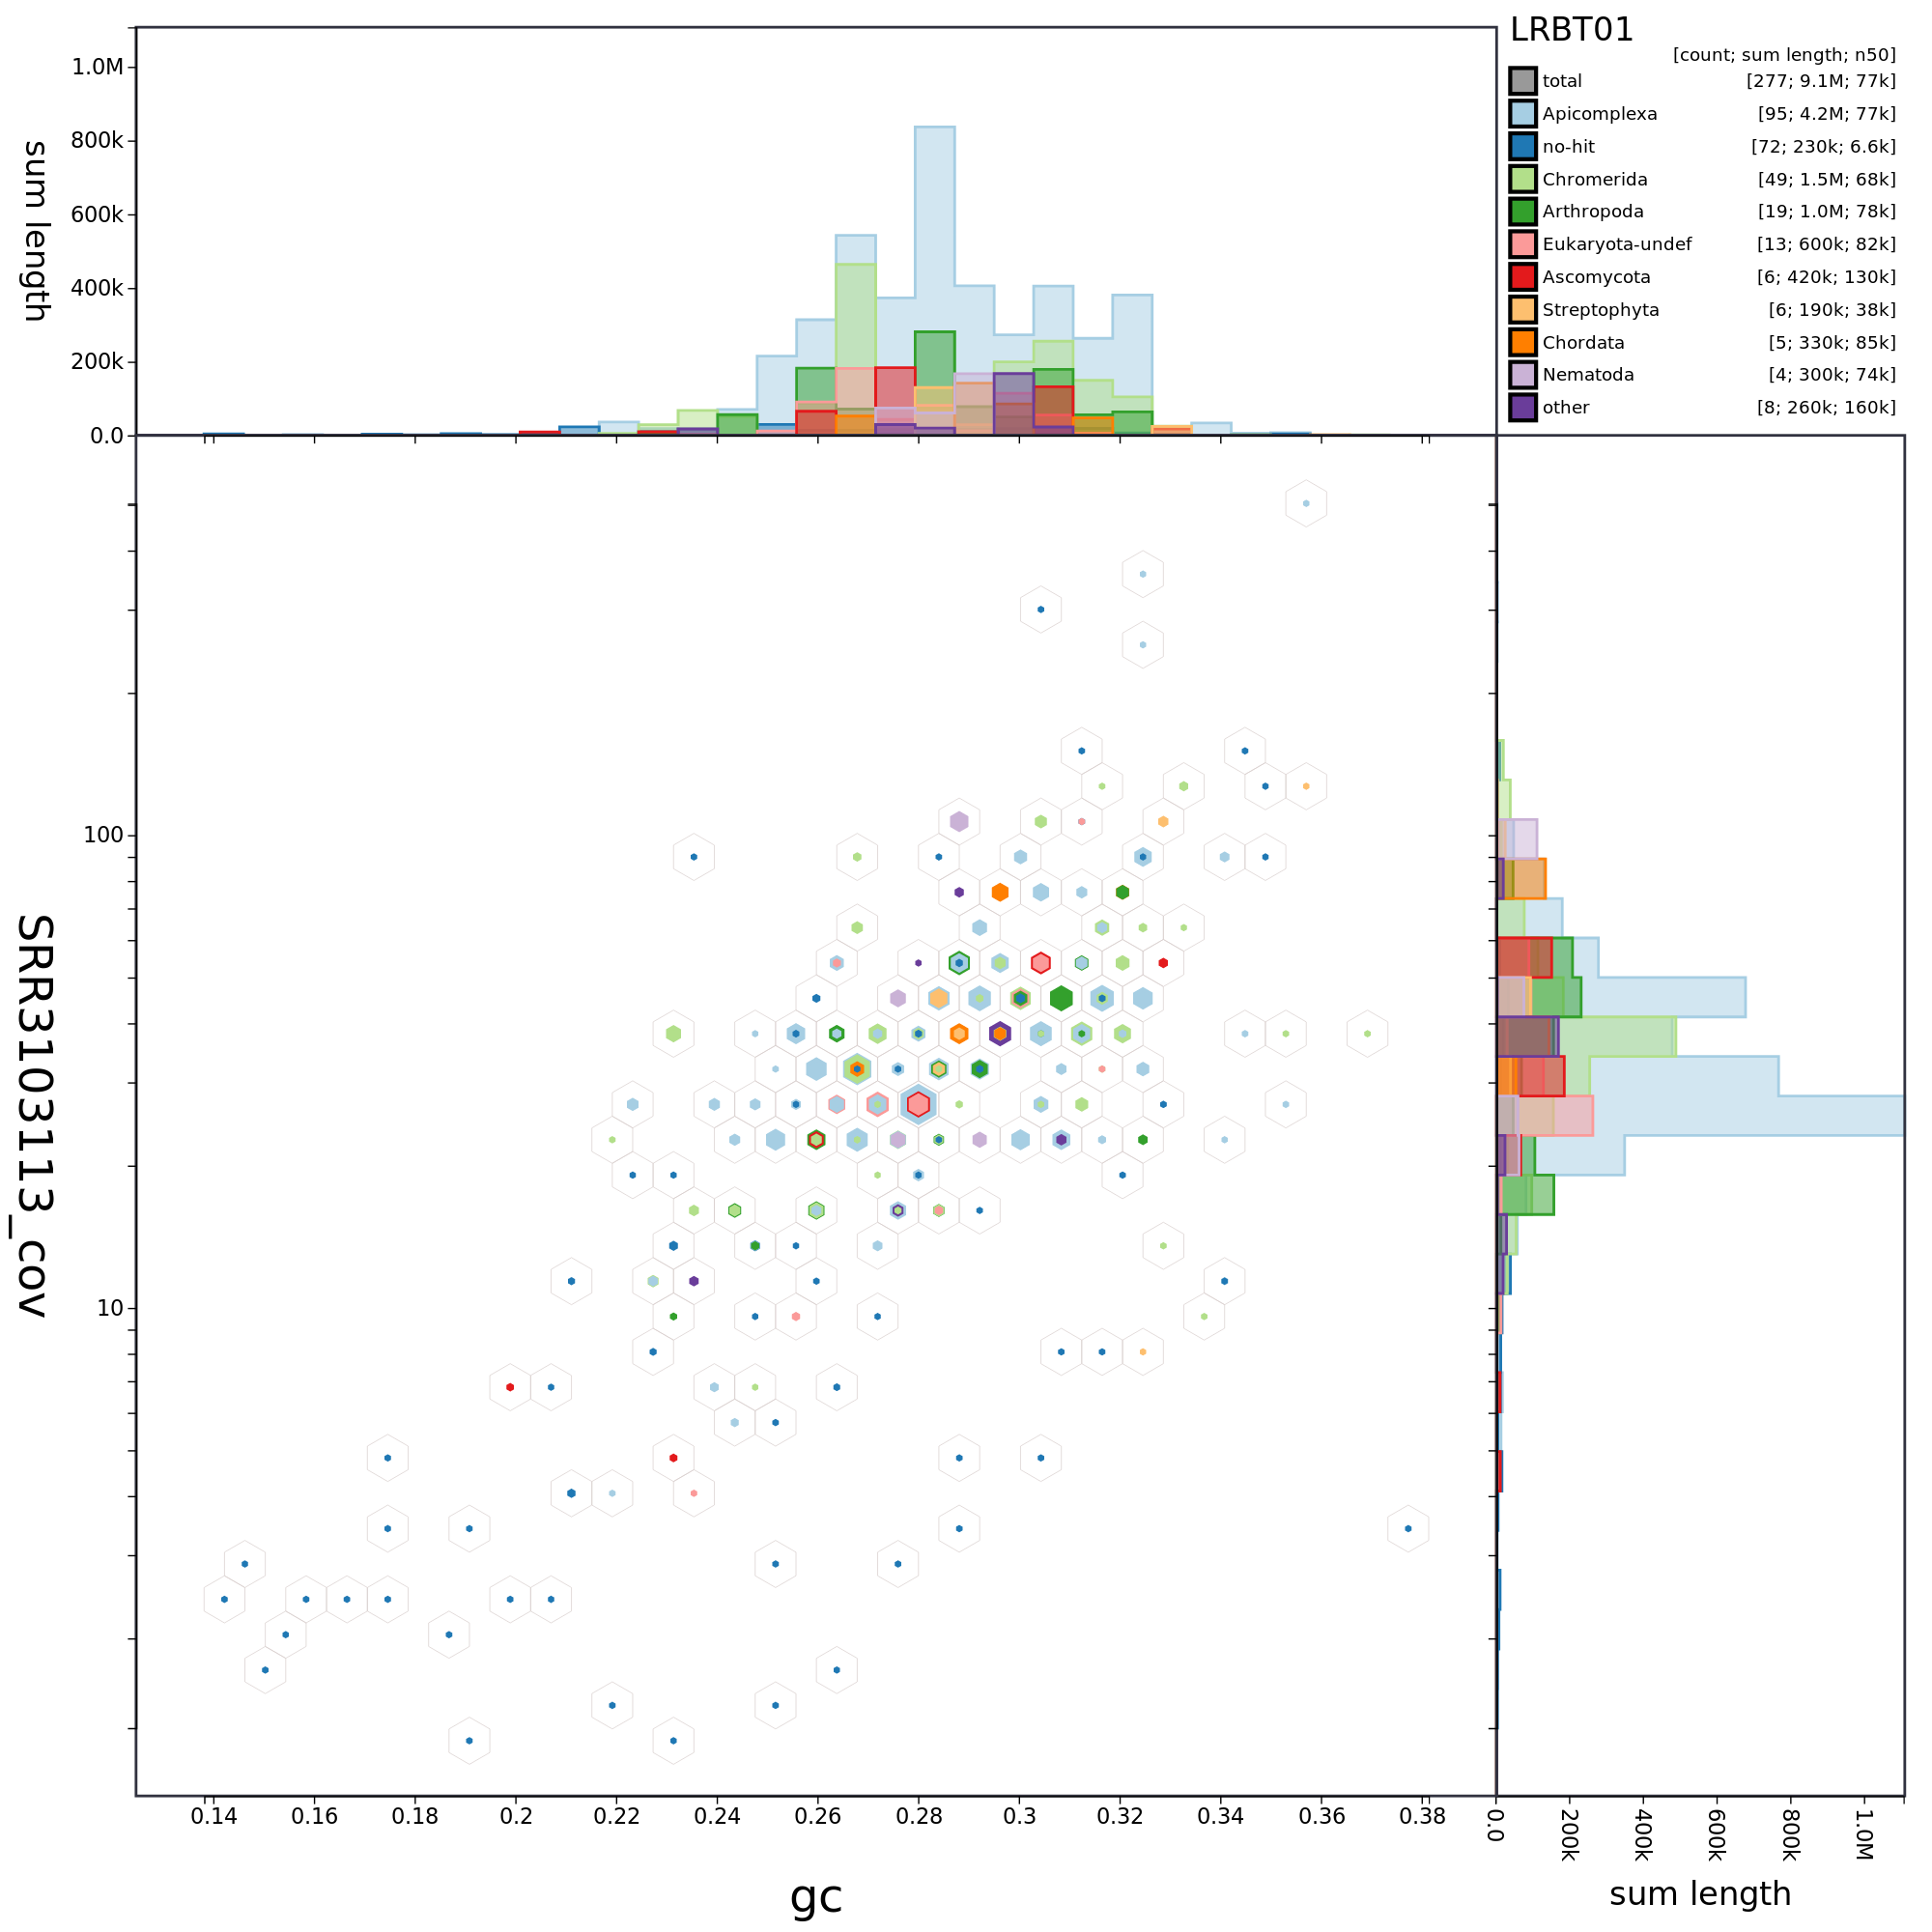 LRBT01
[count; sum length; n50]
total [277; 9.1M; 77k]
Apicomplexa [95; 4.2M; 77k]
no-hit [72; 230k; 6.6k]
Chromerida [49; 1.5M; 68k]
Arthropoda [19; 1.0M; 78k]
Eukaryota-undef [13; 600k; 82k]
Ascomycota [6; 420k; 130k]
Streptophyta [6; 190k; 38k]
Chordata [5; 330k; 85k]
Nematoda [4; 300k; 74k]
other [8; 260k; 160k]
sum length
1.0M
800k
600k
400k
200k
0.0
SRR3103113_cov
100
10
0.14 0.16 0.18 0.2 0.22 0.24 0.26 0.28 0.3 0.32 0.34 0.36 0.38
gc
0.0 200k 400k 600k 800k 1.0M
sum length